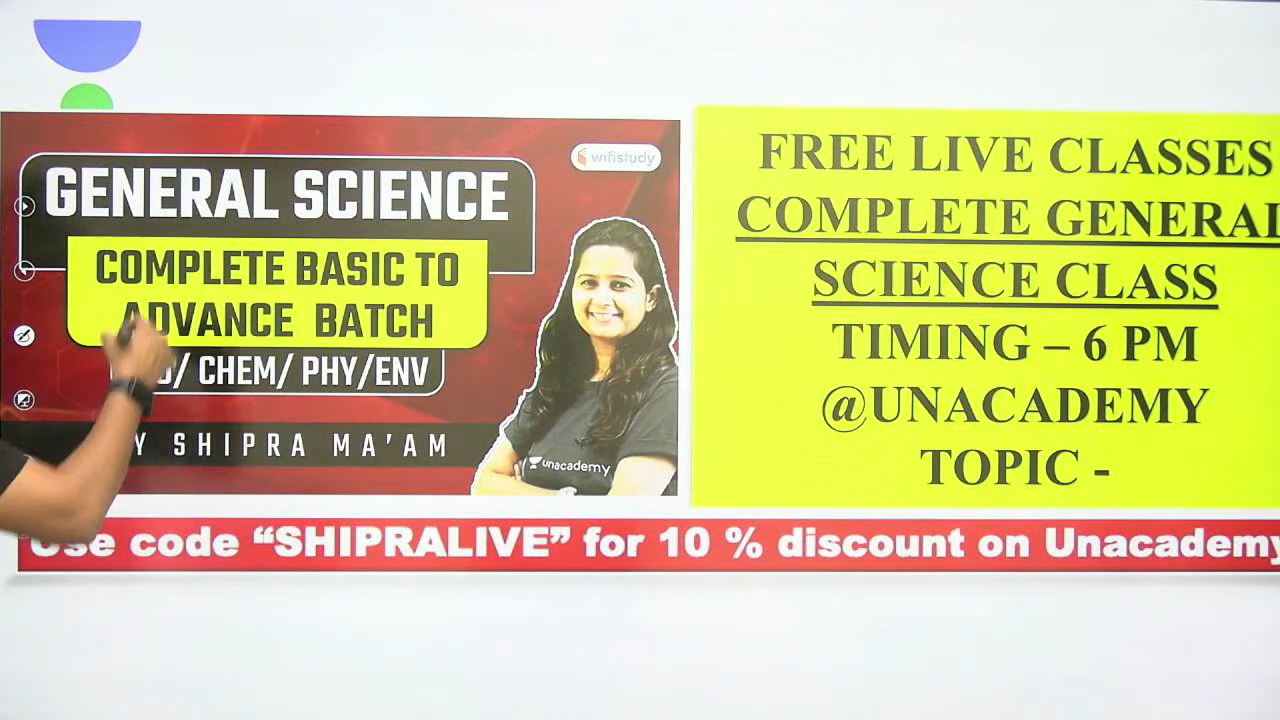 wifistudy
GENERAL SCIENCE
COMPLETE BASIC TO
ADVANCE BATCH
/ CHEM/ PHY/ENV
SHIPRA MA'AM
unacademy
FREE LIVE CLASSES
COMPLETE GENERAL
SCIENCE CLASS
TIMING – 6 PM
@UNACADEMY
TOPIC -
Use code “SHIPRALIVE” for 10 % discount on Unacademy